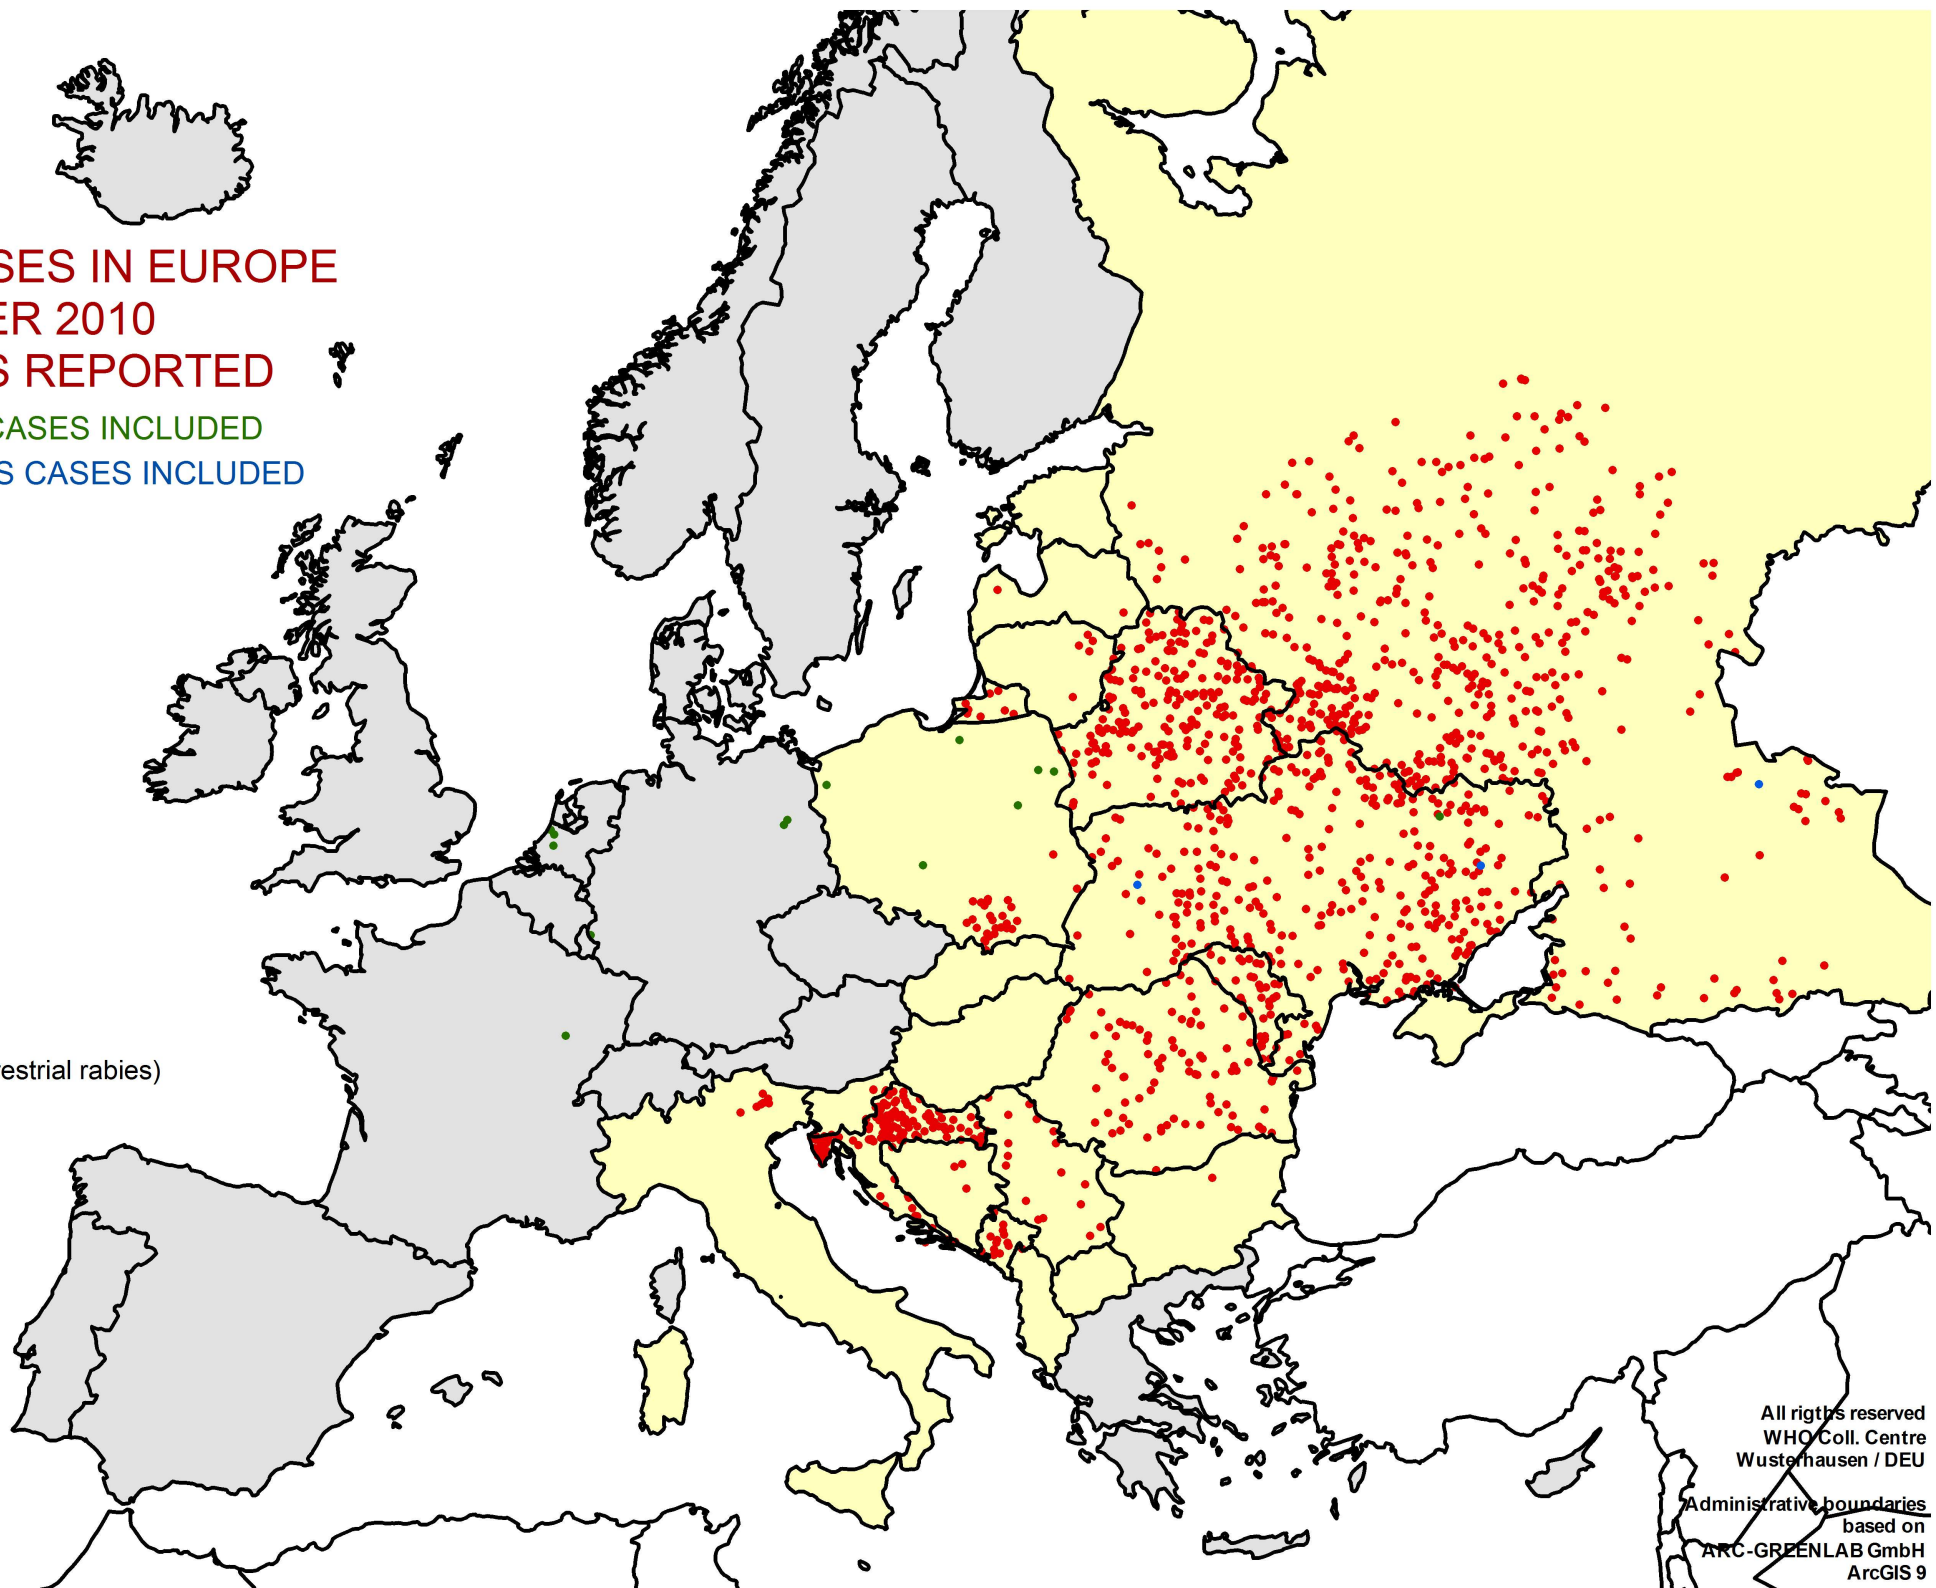 SES IN EUROPE
ER 2010
S REPORTED
CASES INCLUDED
S CASES INCLUDED
estrial rabies)
All rigths reserved
WHO Coll. Centre
Wusterhausen / DEU
Administrative boundaries
based on
ARC-GREENLAB GmbH
ArcGIS 9